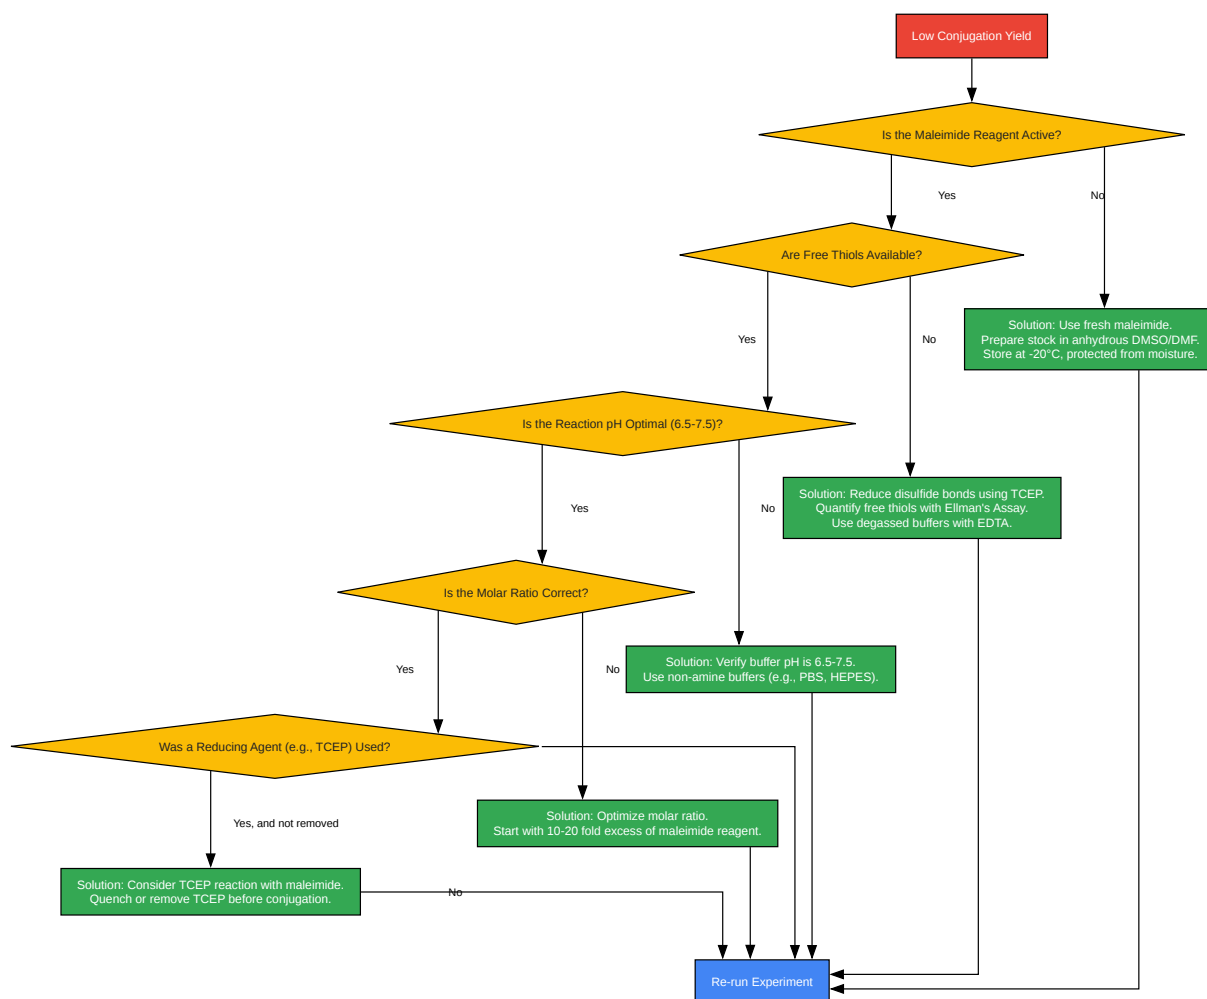 Low Conjugation Yield
Is the Maleimide Reagent Active?
Yes
No
Are Free Thiols Available?
Solution: Use fresh maleimide.
Prepare stock in anhydrous DMSO/DMF.
Store at -20°C, protected from moisture.
Yes
No
Is the Reaction pH Optimal (6.5-7.5)?
Solution: Reduce disulfide bonds using TCEP.
Quantify free thiols with Ellman's Assay.
Use degassed buffers with EDTA.
Yes
No
Is the Molar Ratio Correct?
Solution: Verify buffer pH is 6.5-7.5.
Use non-amine buffers (e.g., PBS, HEPES).
Yes
No
Was a Reducing Agent (e.g., TCEP) Used?
Solution: Optimize molar ratio.
Start with 10-20 fold excess of maleimide reagent.
Yes, and not removed
Solution: Consider TCEP reaction with maleimide.
Quench or remove TCEP before conjugation.
No
Re-run Experiment